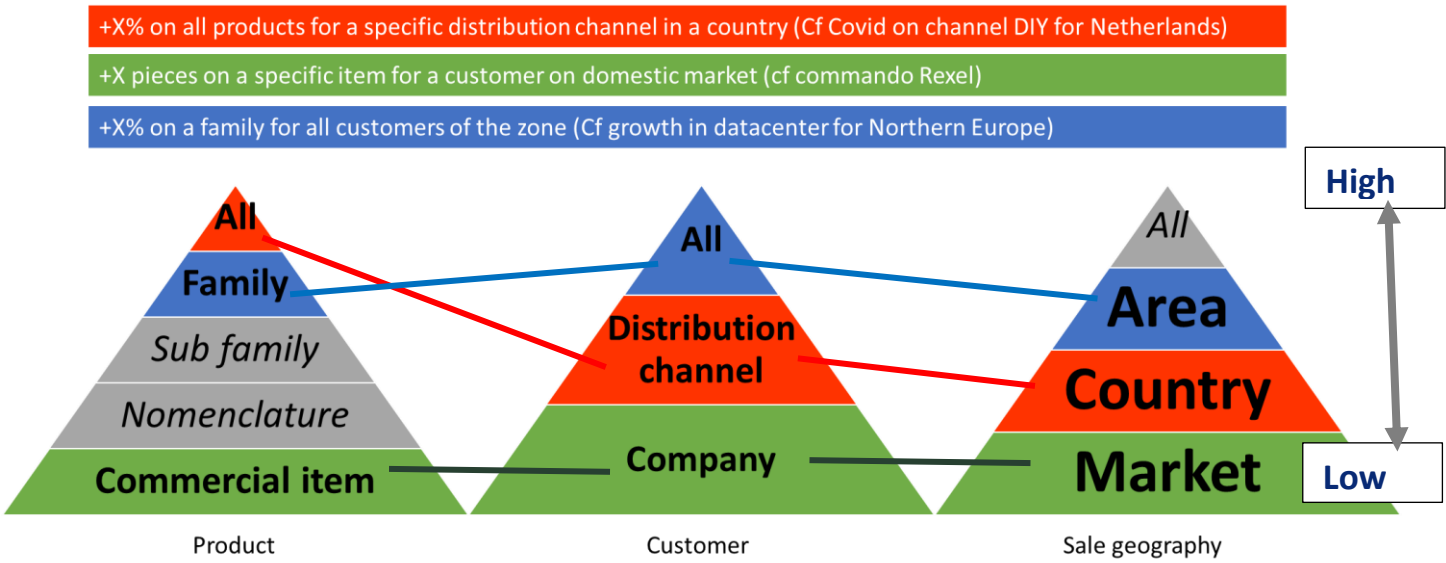 +X% on all products for a specific distribution channel in a country (Cf Covid on channel DIY for Netherlands)
+X pieces on a specific item for a customer on domestic market (cf commando Rexel)
+X% on a family for all customers of the zone (Cf growth in datacenter for Northern Europe)
High
All
Family
Sub family
Nomenclature
Commercial item
Product
All
Distribution
channel
Company
Customer
All
Area
Country
Market
Sale geography
Low